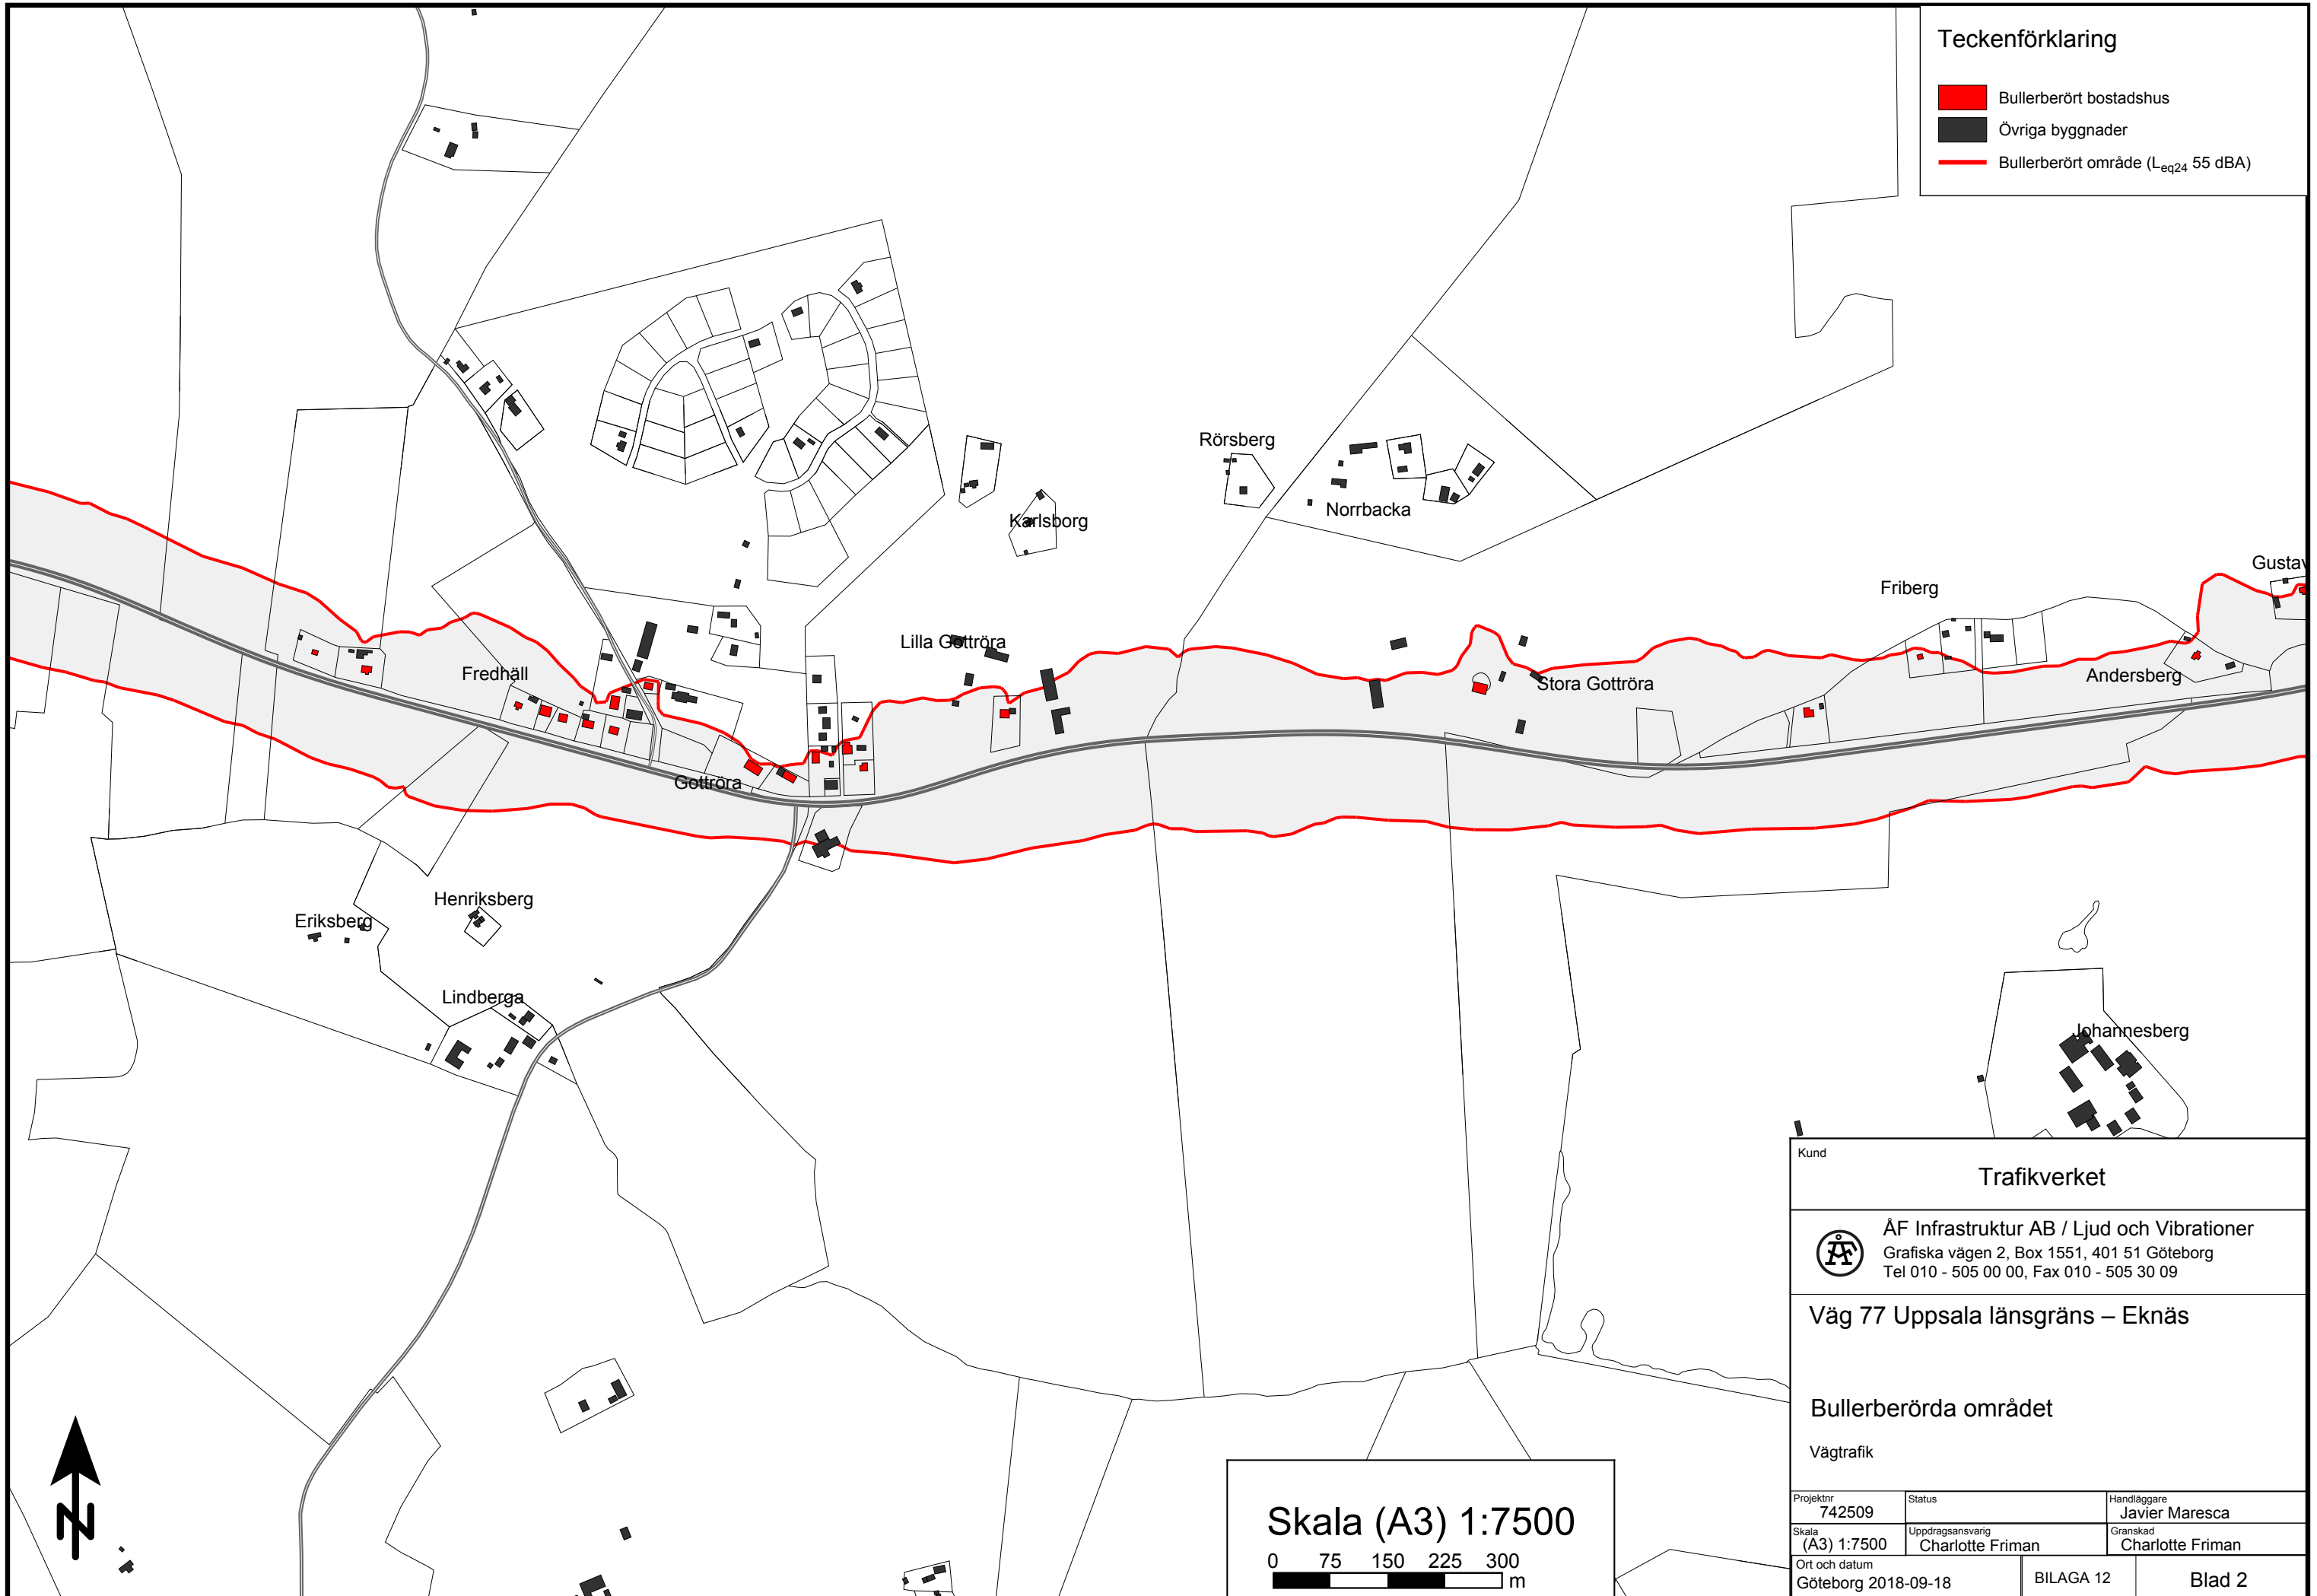 Teckenförklaring
Bullerberört bostadshus
Övriga byggnader
Bullerberört område (Leq24 55 dBA)
Rörsberg
Norrbacka
Karlsborg
Gustav
Friberg
Lilla Gottröra
Fredhäll
Stora Gottröra
Andersberg
Gottröra
Henriksberg
Eriksberg
Lindberga
Johannesberg
Kund
Trafikverket
ÅF
ÅF Infrastruktur AB / Ljud och Vibrationer
Grafiska vägen 2, Box 1551, 401 51 Göteborg
Tel 010 - 505 00 00, Fax 010 - 505 30 09
Väg 77 Uppsala länsgräns – Eknäs
Bullerberörda området
Vägtrafik
Projektnr
742509
Status
Handläggare
Javier Maresca
Skala
(A3) 1:7500
Uppdragsansvarig
Charlotte Friman
Granskad
Charlotte Friman
Ort och datum
Göteborg 2018-09-18
BILAGA 12
Blad 2
Skala (A3) 1:7500
0 75 150 225 300
m
N